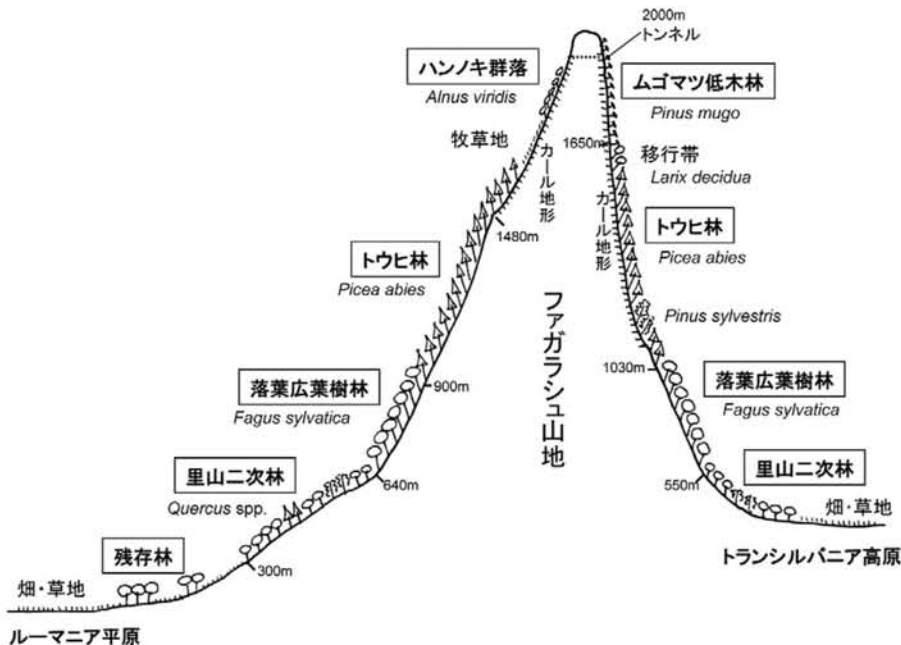 2000m
トンネル
ハンノキ群落
Alnus viridis
ムゴマツ低木林
Pinus mugo
牧草地
カール地形
1650m
移行帯
Larix decidua
カール地形
トウヒ林
Picea abies
1480m
トウヒ林
Picea abies
ファガラシュ山地
Pinus sylvestris
1030m
落葉広葉樹林
Fagus sylvatica
900m
落葉広葉樹林
Fagus sylvatica
里山二次林
Quercus spp.
640m
550m
里山二次林
畑・草地
トランシルバニア高原
残存林
300m
畑・草地
ルーマニア平原